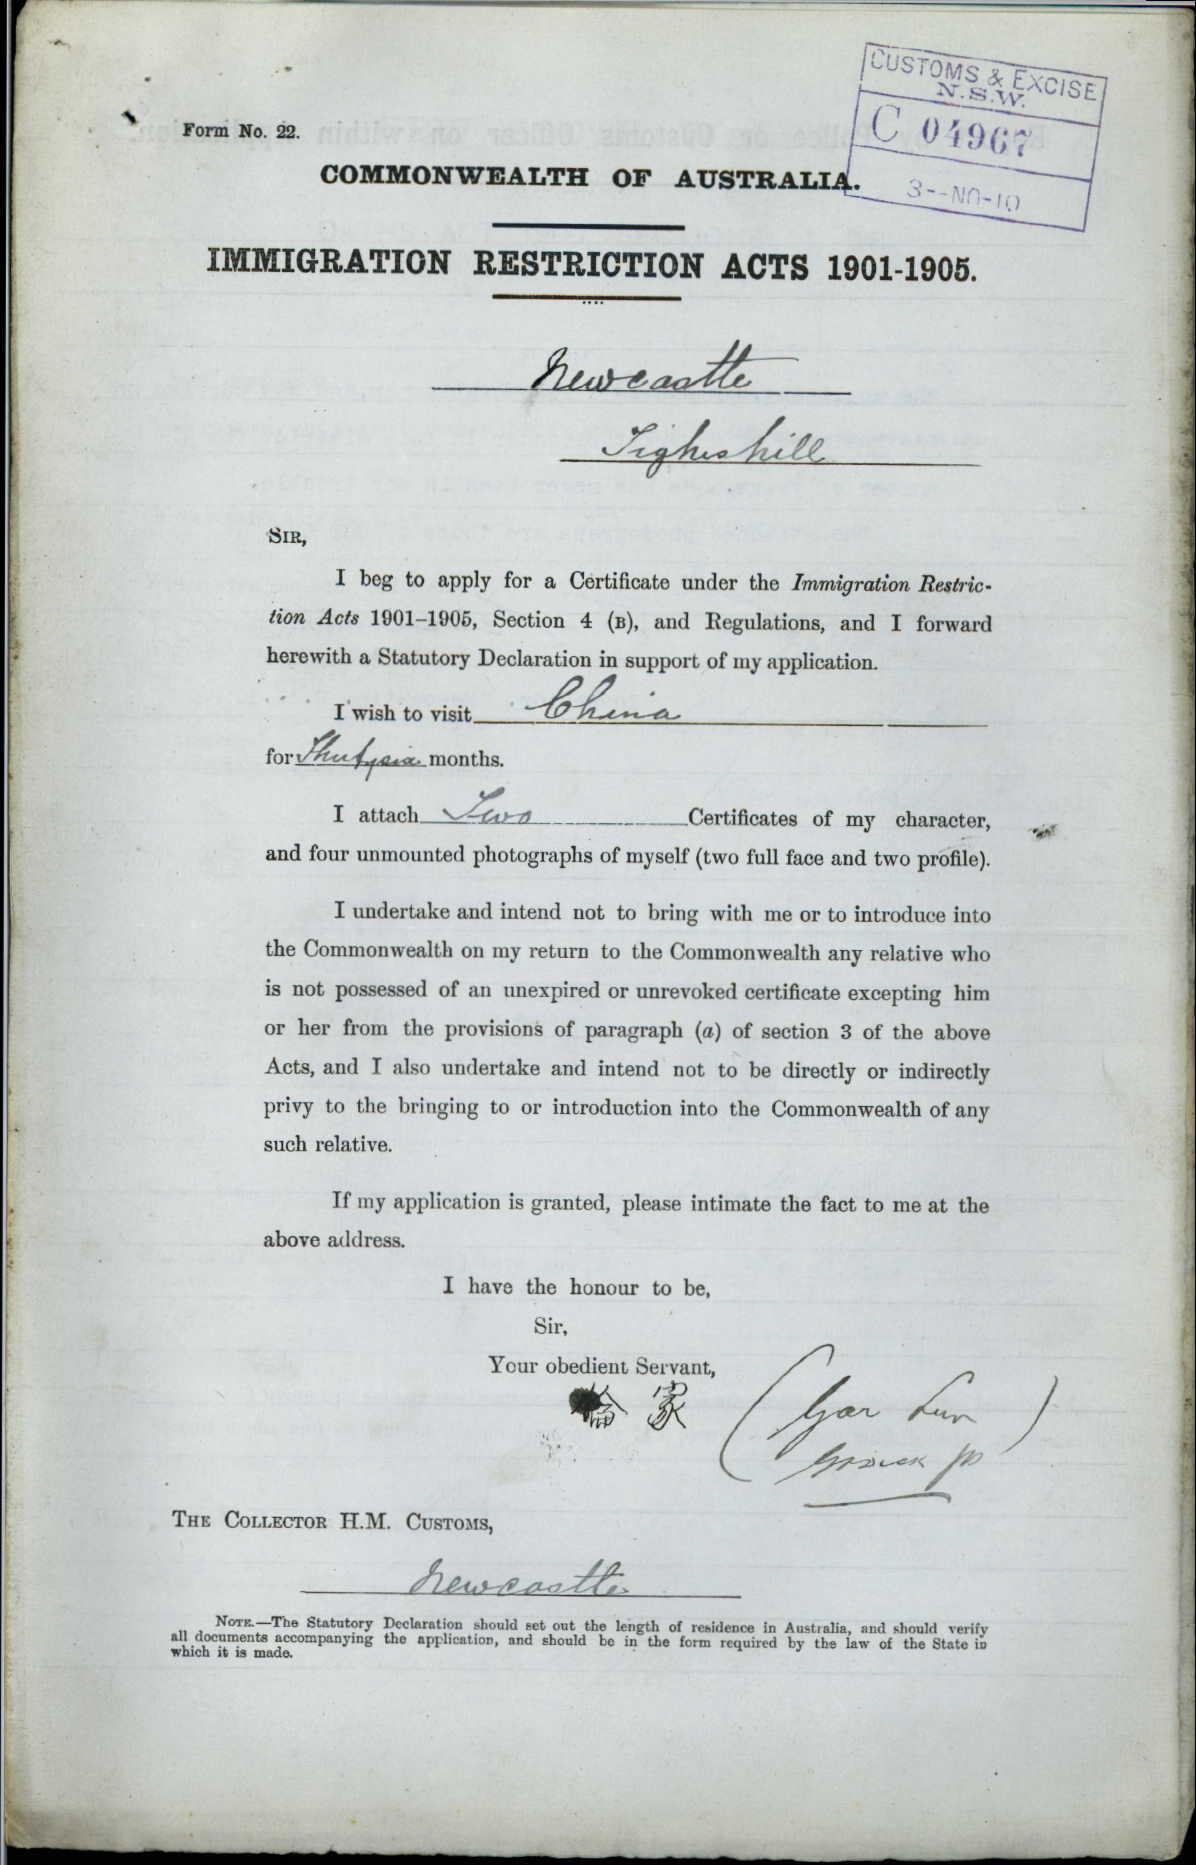 CUSTOMS & EXCISE
N.S.W.
C 04967
3--NO-10
Form No. 22.
COMMONWEALTH OF AUSTRALIA.
IMMIGRATION RESTRICTION ACTS 1901-1905.
Newcastle
Tigheshill
SIR,
I beg to apply for a Certificate under the Immigration Restric-
tion Acts 1901–1905, Section 4 (B), and Regulations, and I forward
herewith a Statutory Declaration in support of my application.
I wish to visit China
for Thirtysix months.
I attach Two Certificates of my character,
and four unmounted photographs of myself (two full face and two profile).
I undertake and intend not to bring with me or to introduce into
the Commonwealth on my return to the Commonwealth any relative who
is not possessed of an unexpired or unrevoked certificate excepting him
or her from the provisions of paragraph (a) of section 3 of the above
Acts, and I also undertake and intend not to be directly or indirectly
privy to the bringing to or introduction into the Commonwealth of any
such relative.
If my application is granted, please intimate the fact to me at the
above address.
I have the honour to be,
Sir,
Your obedient Servant,
倫 家 (Gar Lun)
THE COLLECTOR H.M. CUSTOMS,
Newcastle
NOTE.—The Statutory Declaration should set out the length of residence in Australia, and should verify
all documents accompanying the application, and should be in the form required by the law of the State in
which it is made.